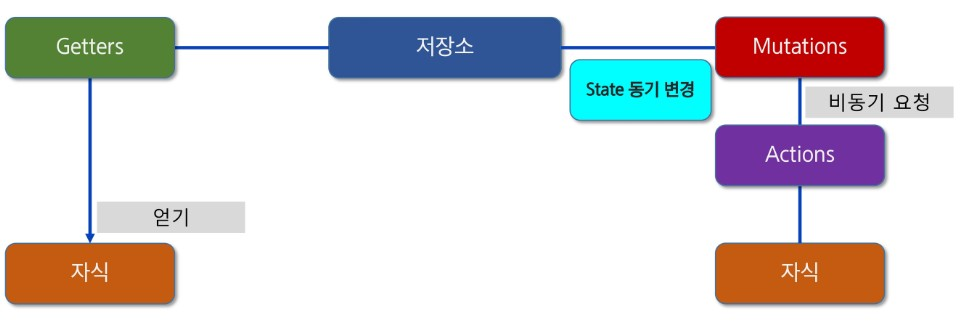 Getters
저장소
Mutations
State 동기 변경
비동기 요청
Actions
얻기
자식
자식